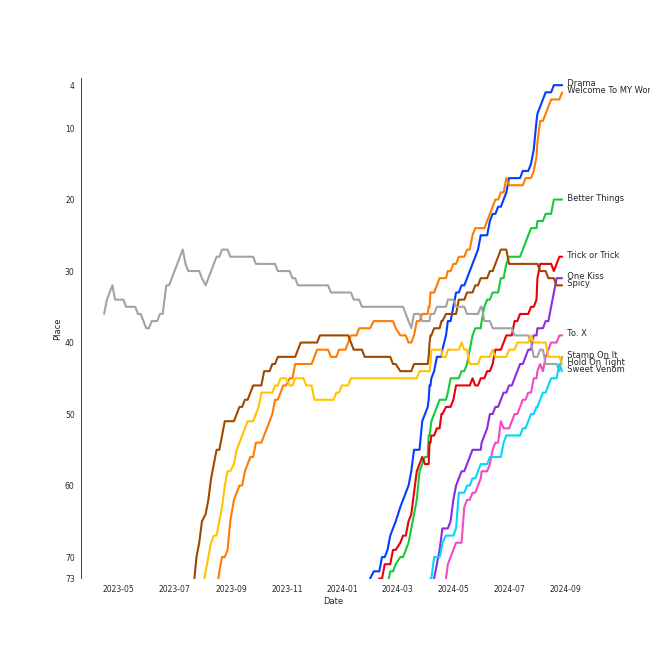 Drama
Welcome To MY Wor
Better Things
Trick or Trick
One Kiss
Spicy
To. X
Stamp On It
Hold On Tight
Sweet Venom
4
10
20
30
40
50
60
70
73
Place
2023-05
2023-07
2023-09
2023-11
2024-01
2024-03
2024-05
2024-07
2024-09
Date